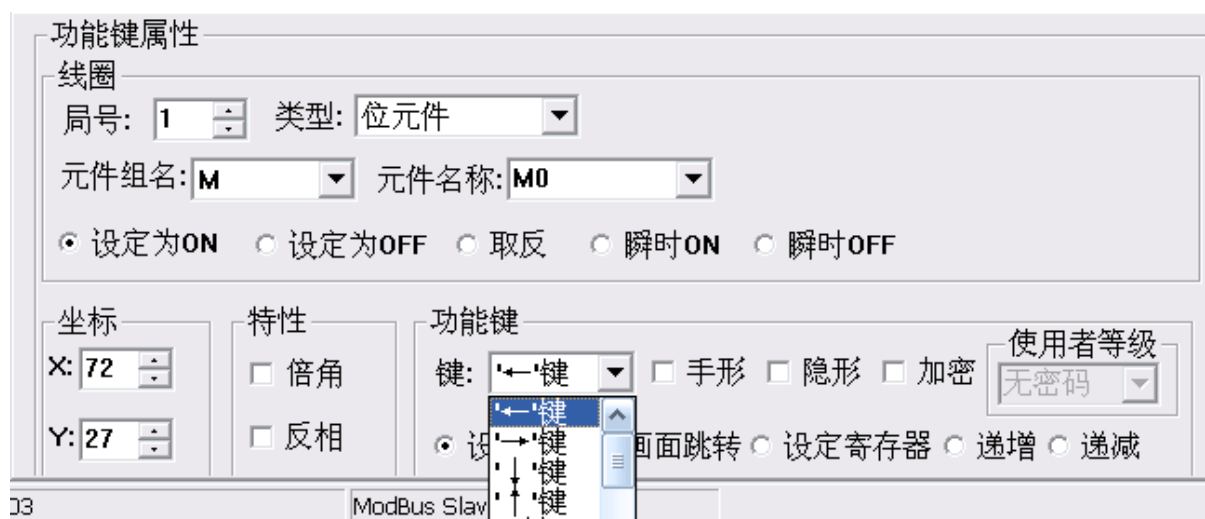 功能键属性
线圈
局号: 1 类型: 位元件
元件组名: M 元件名称: M0
设定为ON 设定为OFF 取反 瞬时ON 瞬时OFF
坐标 特性 功能键
使用者等级
X: 72 倍角 键: '←'键 手形 隐形 加密 无密码
'←'键
Y: 27 反相 设 '→'键 画面跳转 设定寄存器 递增 递减
'↓'键
03 ModBus Slav '↑'键